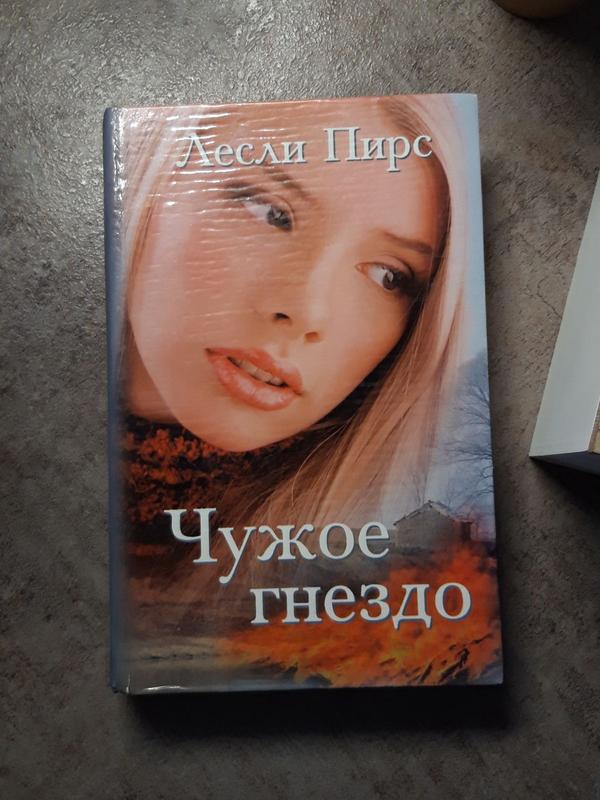 Лесли Пирс
Чужое
гнездо